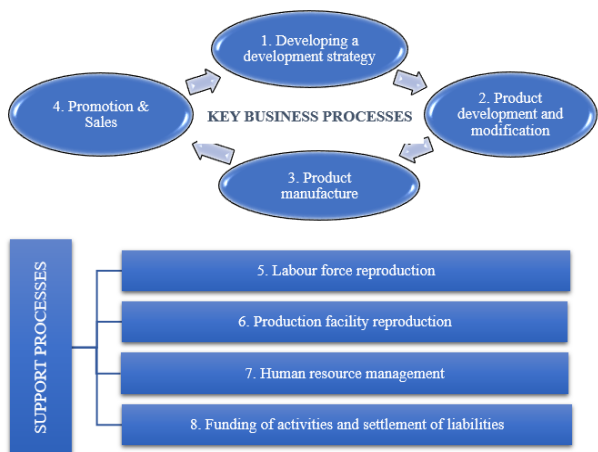 1. Developing a
development strategy
4. Promotion &
Sales
KEY BUSINESS PROCESSES
2. Product
development and
modification
3. Product
manufacture
SUPPORT PROCESSES
5. Labour force reproduction
6. Production facility reproduction
7. Human resource management
8. Funding of activities and settlement of liabilities